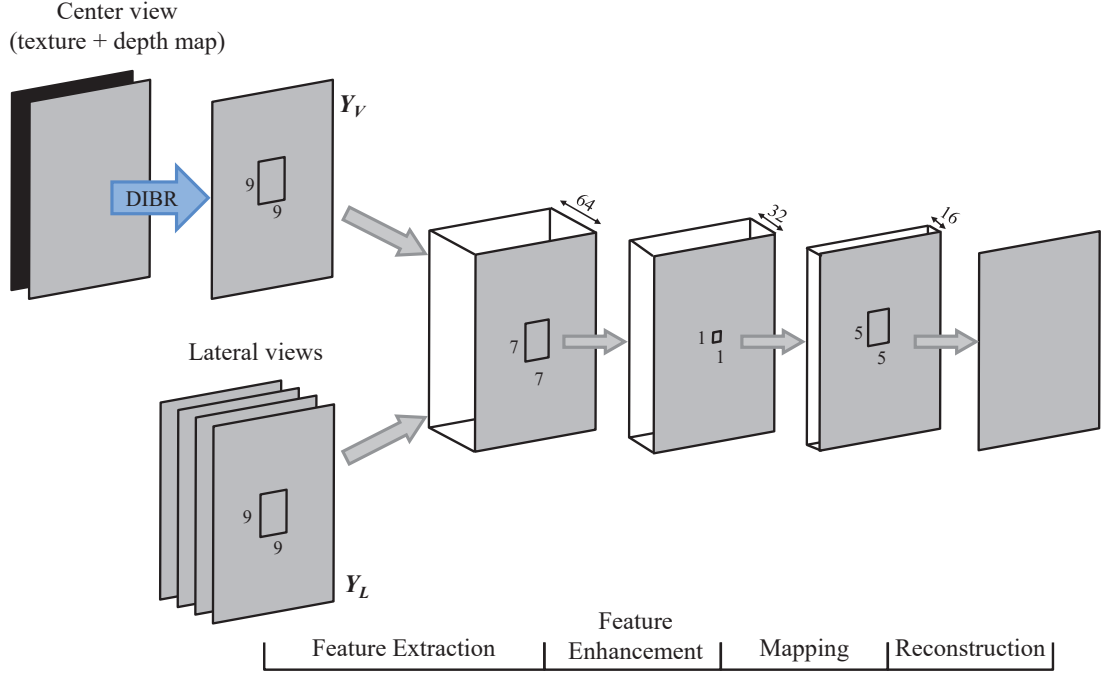 Center view
(texture + depth map)
Y_V
DIBR
9
9
64
32
16
7
7
1
1
5
5
Lateral views
9
9
Y_L
Feature Extraction
Feature
Enhancement
Mapping
Reconstruction